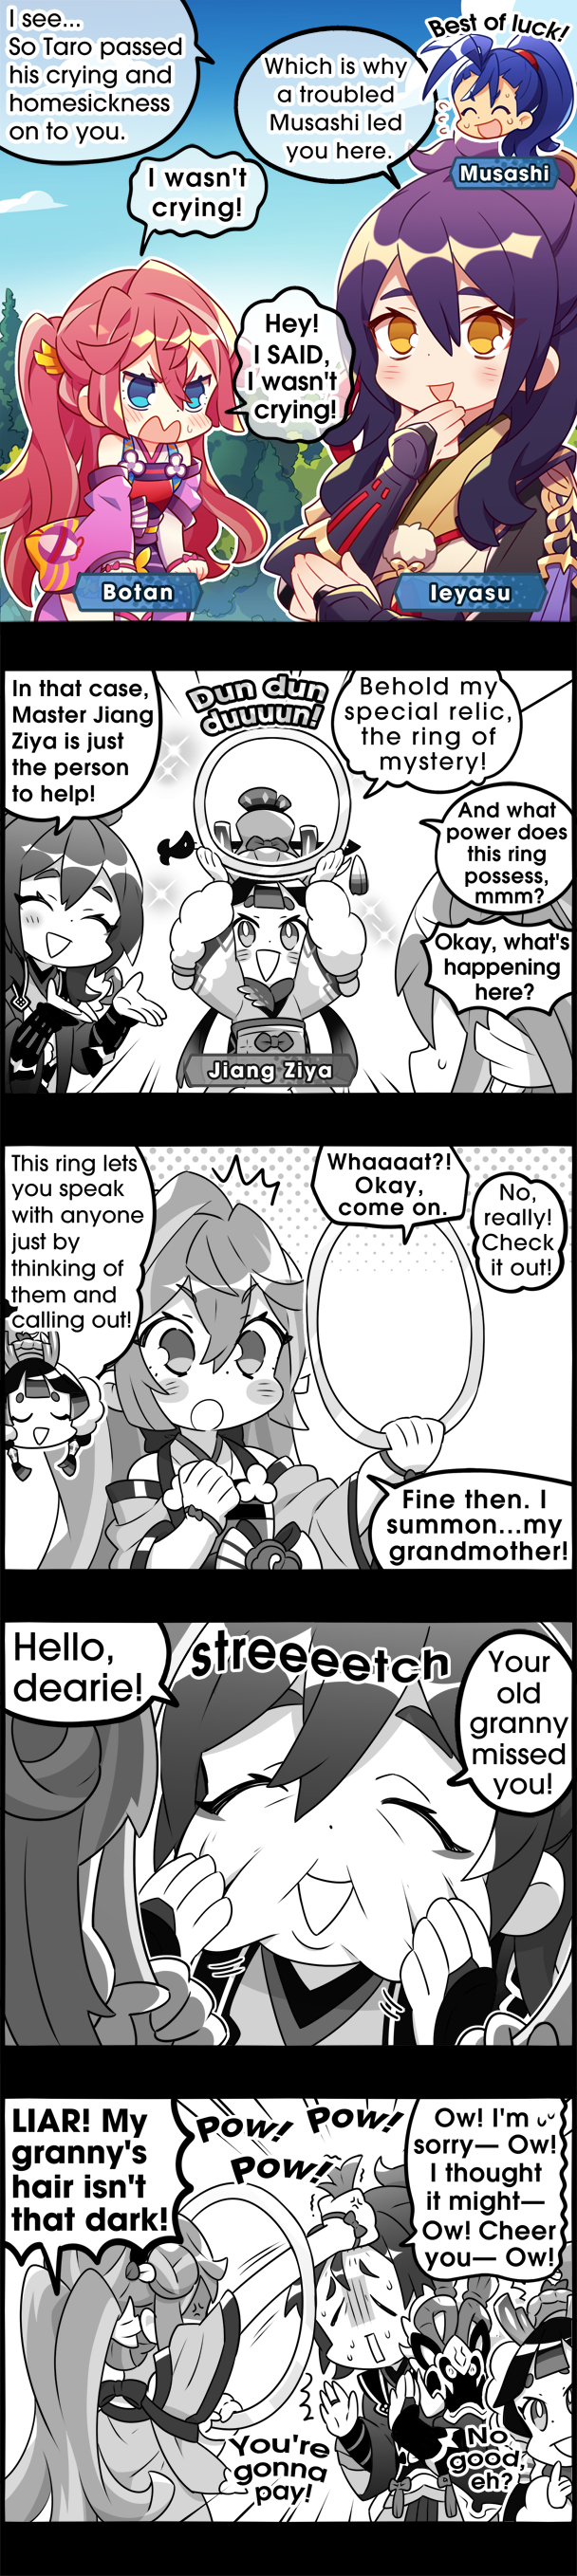 I see...
So Taro passed
his crying and
homesickness
on to you.
Best of luck!
Which is why
a troubled
Musashi led
you here.
Musashi
I wasn't
crying!
Hey!
I SAID,
I wasn't
crying!
Botan
Ieyasu
In that case,
Master Jiang
Ziya is just
the person
to help!
Dun dun
duuuun!
Behold my
special relic,
the ring of
mystery!
And what
power does
this ring
possess,
mmm?
Okay, what's
happening
here?
Jiang Ziya
This ring lets
you speak
with anyone
just by
thinking of
them and
calling out!
Whaaaat?!
Okay,
come on.
No,
really!
Check
it out!
Fine then. I
summon...my
grandmother!
Hello,
dearie!
streeeetch
Your
old
granny
missed
you!
LIAR! My
granny's
hair isn't
that dark!
Pow! Pow!
Pow!
Ow! I'm
sorry— Ow!
I thought
it might—
Ow! Cheer
you— Ow!
You're
gonna
pay!
No
good,
eh?